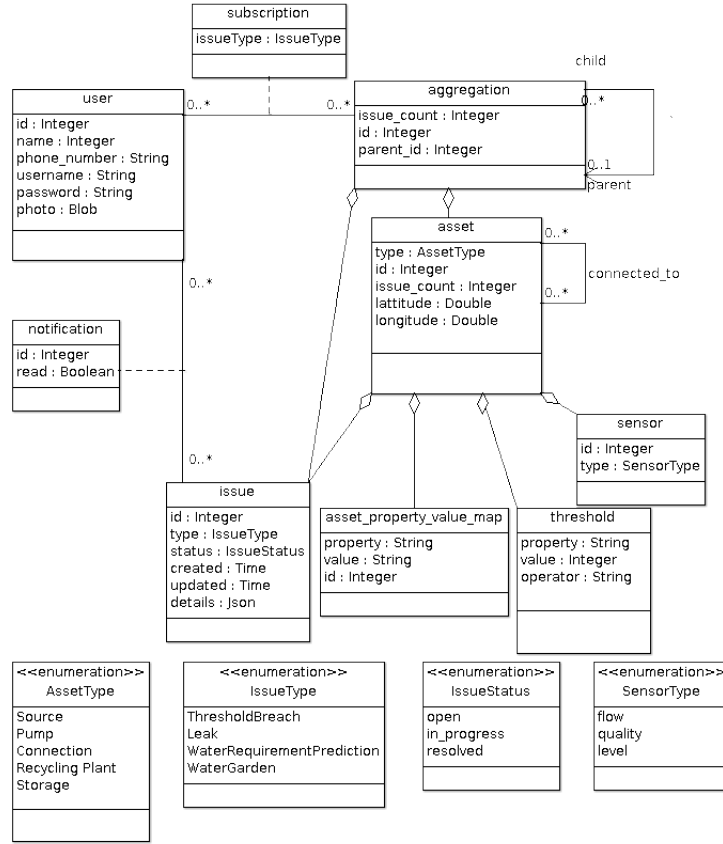 subscription
issueType : IssueType
user
id : Integer
name : Integer
phone_number : String
username : String
password : String
photo : Blob
0..*
0..*
aggregation
issue_count : Integer
id : Integer
parent_id : Integer
child
0..*
0..1
parent
asset
type : AssetType
id : Integer
issue_count : Integer
lattitude : Double
longitude : Double
0..*
connected_to
0..*
0..*
notification
id : Integer
read : Boolean
0..*
sensor
id : Integer
type : SensorType
issue
id : Integer
type : IssueType
status : IssueStatus
created : Time
updated : Time
details : Json
asset_property_value_map
property : String
value : String
id : Integer
threshold
property : String
value : Integer
operator : String
<<enumeration>>
AssetType
Source
Pump
Connection
Recycling Plant
Storage
<<enumeration>>
IssueType
ThresholdBreach
Leak
WaterRequirementPrediction
WaterGarden
<<enumeration>>
IssueStatus
open
in_progress
resolved
<<enumeration>>
SensorType
flow
quality
level